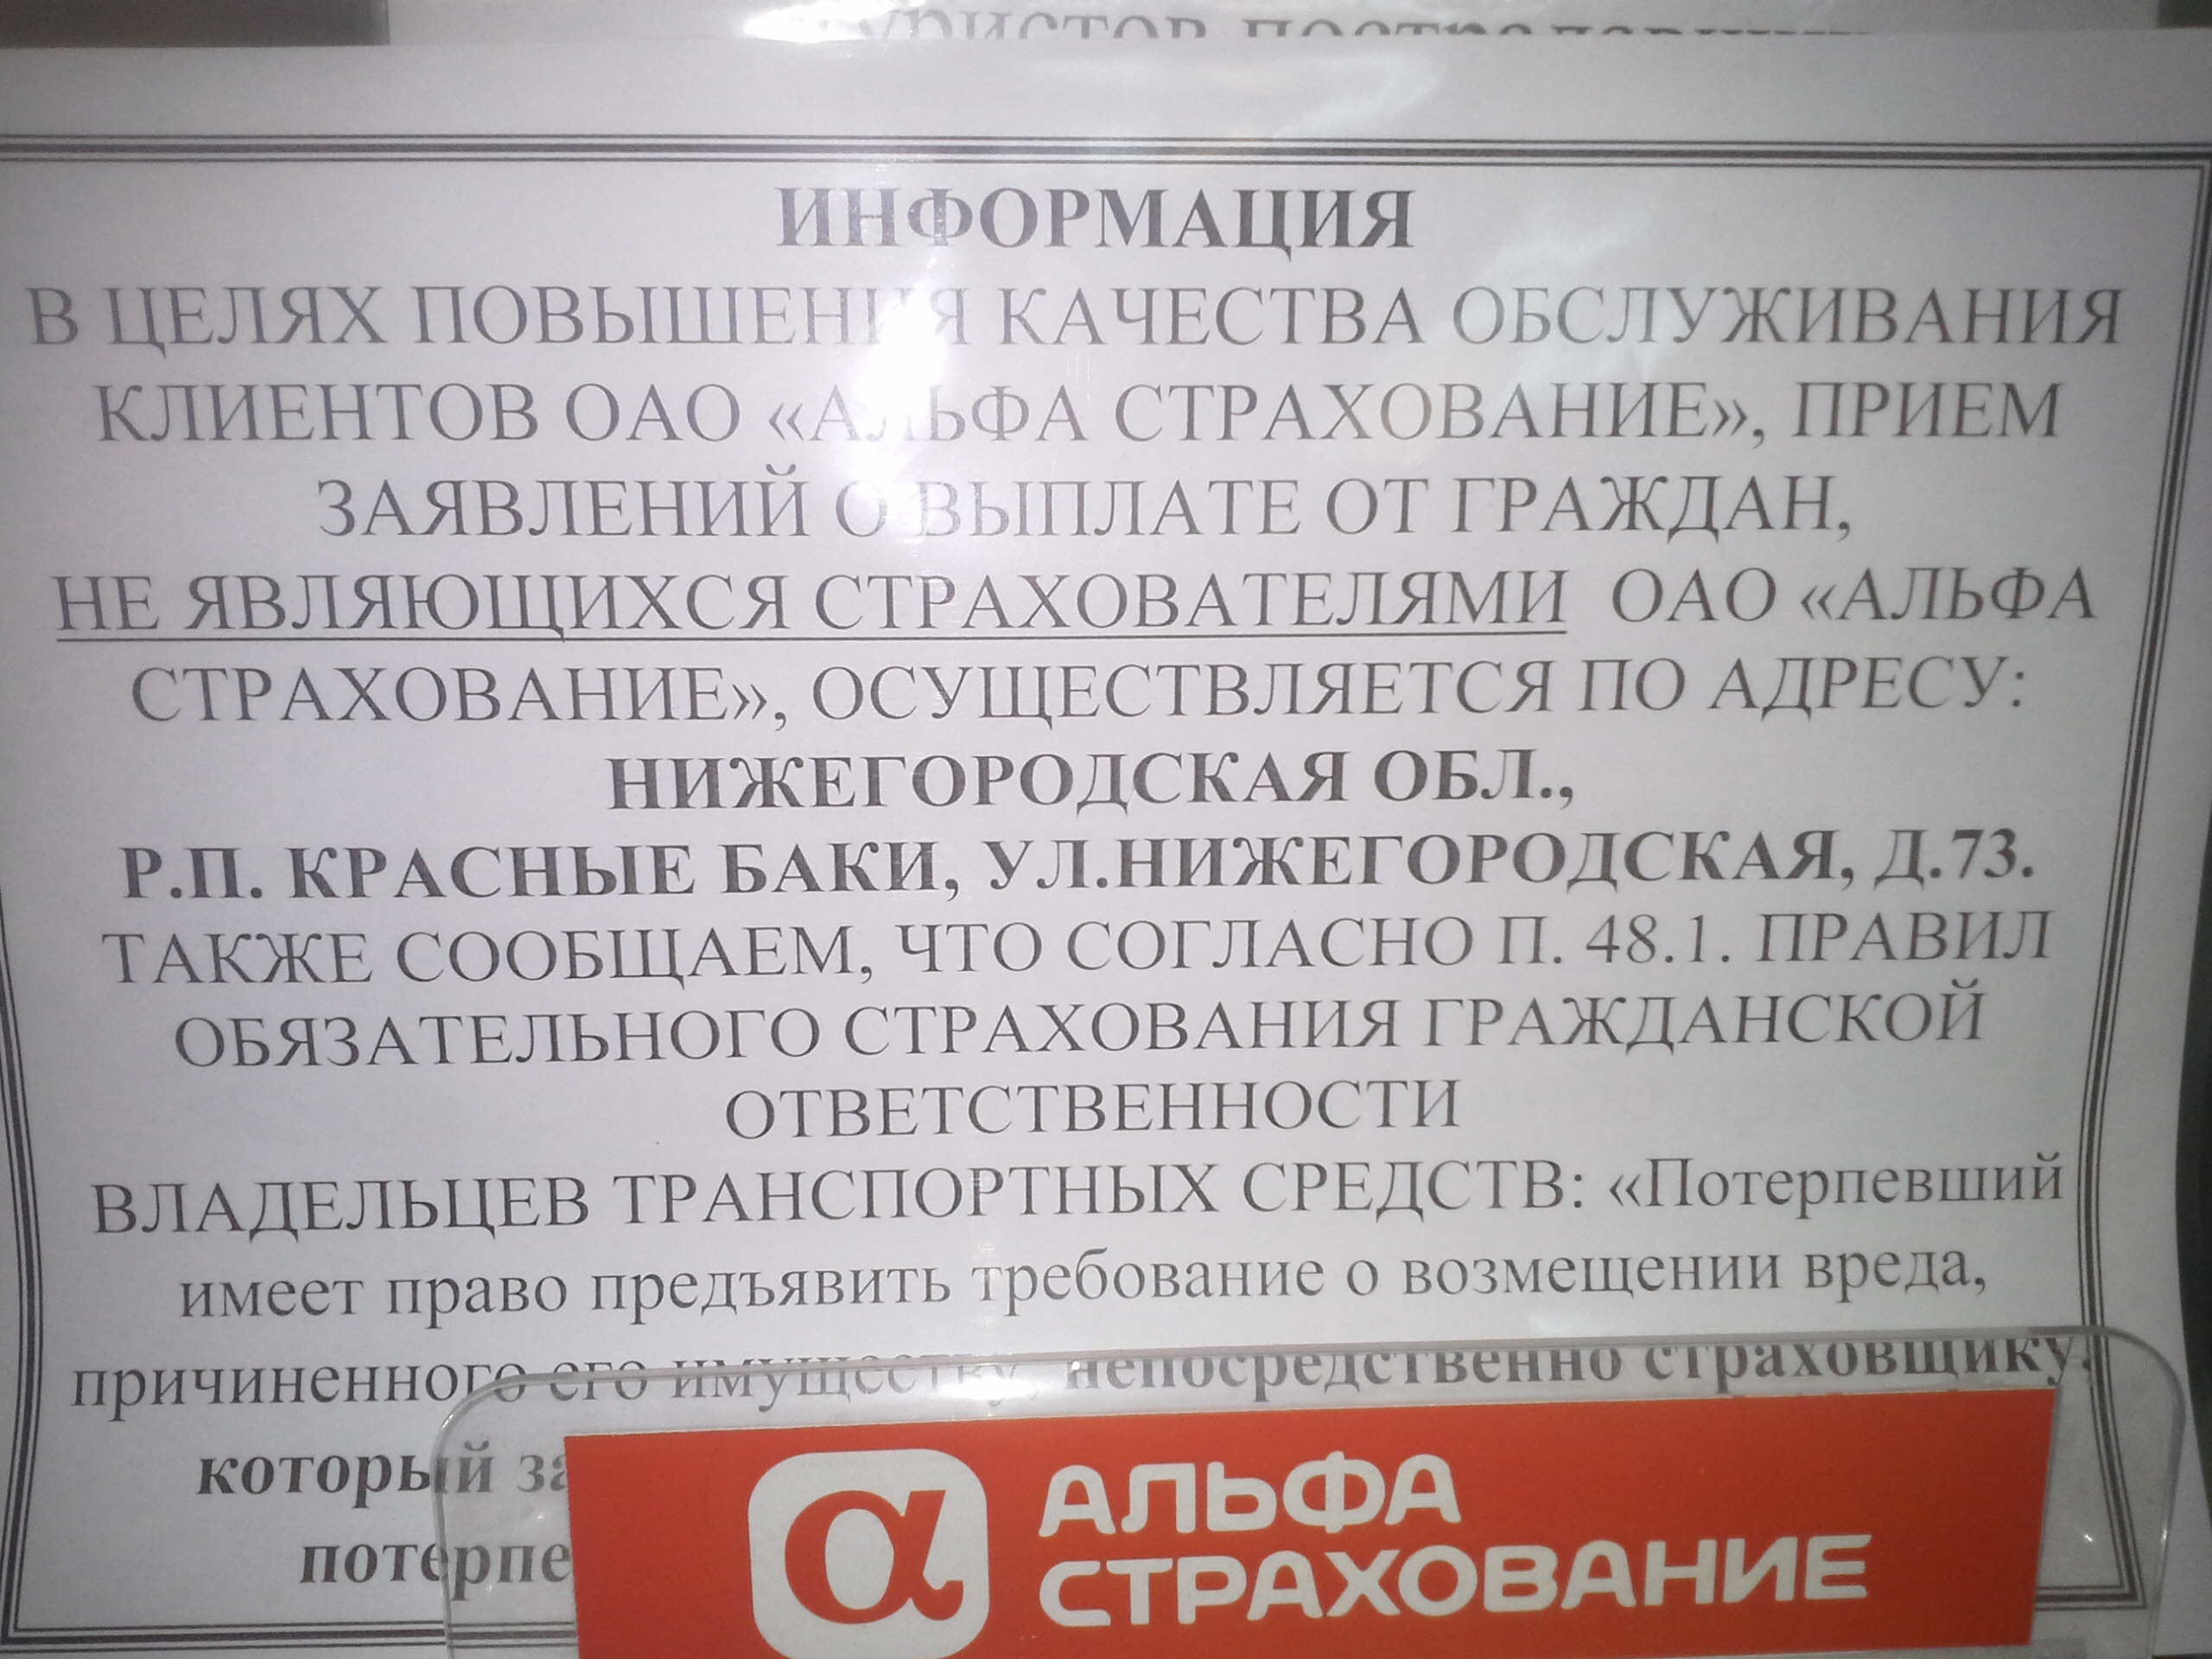 ИНФОРМАЦИЯ
В ЦЕЛЯХ ПОВЫШЕНИЯ КАЧЕСТВА ОБСЛУЖИВАНИЯ
КЛИЕНТОВ ОАО «АЛЬФА СТРАХОВАНИЕ», ПРИЕМ
ЗАЯВЛЕНИЙ О ВЫПЛАТЕ ОТ ГРАЖДАН,
НЕ ЯВЛЯЮЩИХСЯ СТРАХОВАТЕЛЯМИ ОАО «АЛЬФА
СТРАХОВАНИЕ», ОСУЩЕСТВЛЯЕТСЯ ПО АДРЕСУ:
НИЖЕГОРОДСКАЯ ОБЛ.,
Р.П. КРАСНЫЕ БАКИ, УЛ.НИЖЕГОРОДСКАЯ, Д.73.
ТАКЖЕ СООБЩАЕМ, ЧТО СОГЛАСНО П. 48.1. ПРАВИЛ
ОБЯЗАТЕЛЬНОГО СТРАХОВАНИЯ ГРАЖДАНСКОЙ
ОТВЕТСТВЕННОСТИ
ВЛАДЕЛЬЦЕВ ТРАНСПОРТНЫХ СРЕДСТВ: «Потерпевший
имеет право предъявить требование о возмещении вреда,
причиненного его имуществу, непосредственно страховщику,
который
АЛЬФА
СТРАХОВАНИЕ